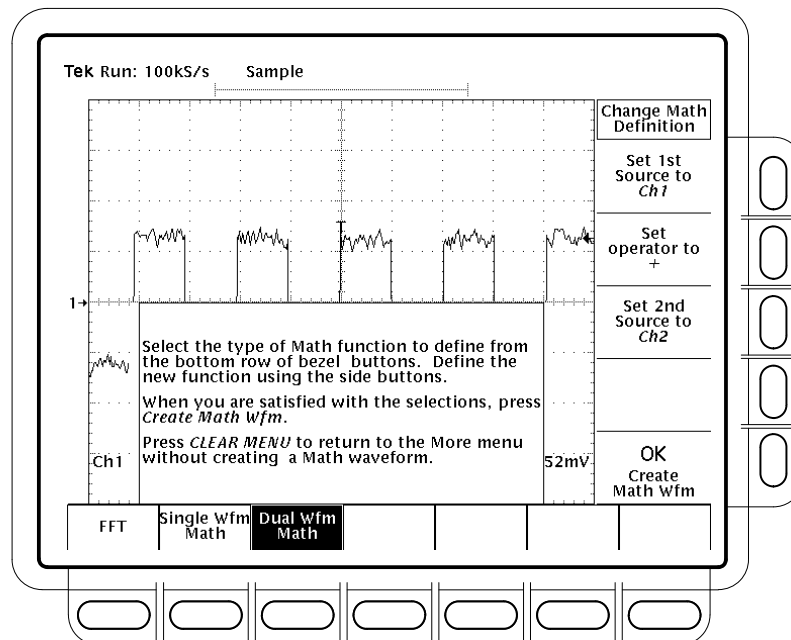 Tek Run: 100kS/s Sample
Change Math
Definition
Set 1st
Source to
Ch1
Set
operator to
+
Set 2nd
Source to
Ch2
OK
Create
Math Wfm
1
Select the type of Math function to define from
the bottom row of bezel buttons. Define the
new function using the side buttons.
When you are satisfied with the selections, press
Create Math Wfm.
Press CLEAR MENU to return to the More menu
without creating a Math waveform.
Ch1
52mV
FFT
Single Wfm
Math
Dual Wfm
Math